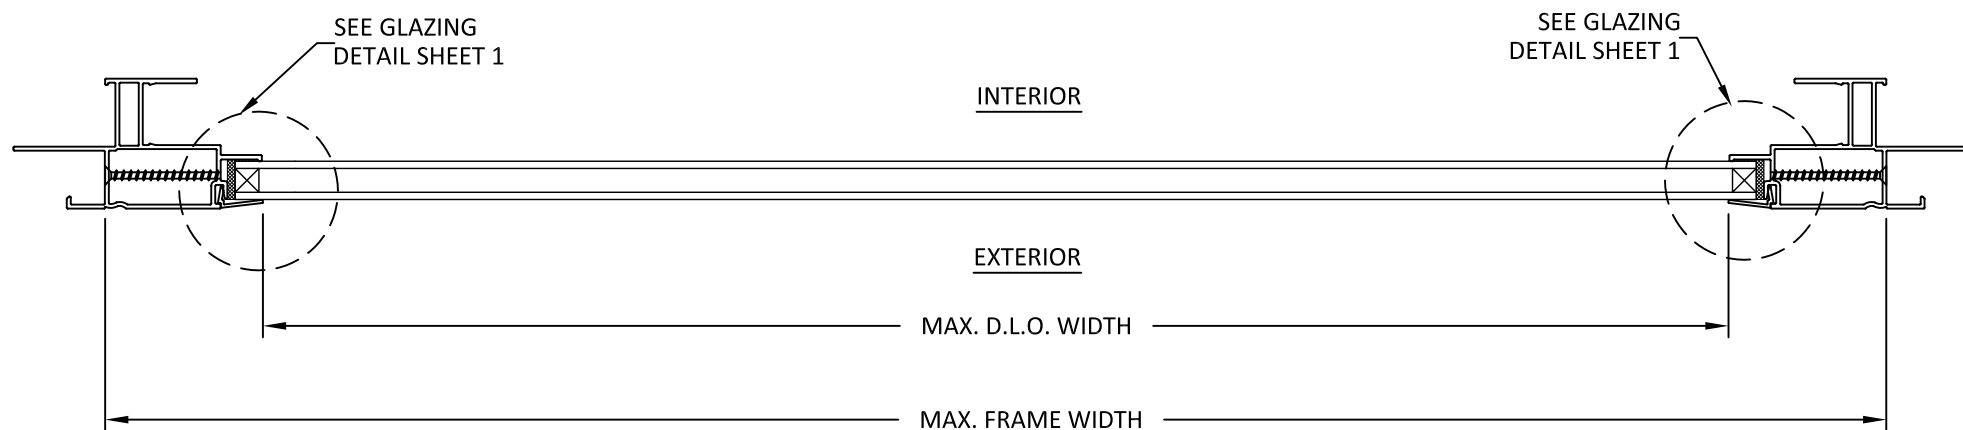 SEE GLAZING
DETAIL SHEET 1
SEE GLAZING
DETAIL SHEET 1
INTERIOR
EXTERIOR
MAX. D.L.O. WIDTH
MAX. FRAME WIDTH